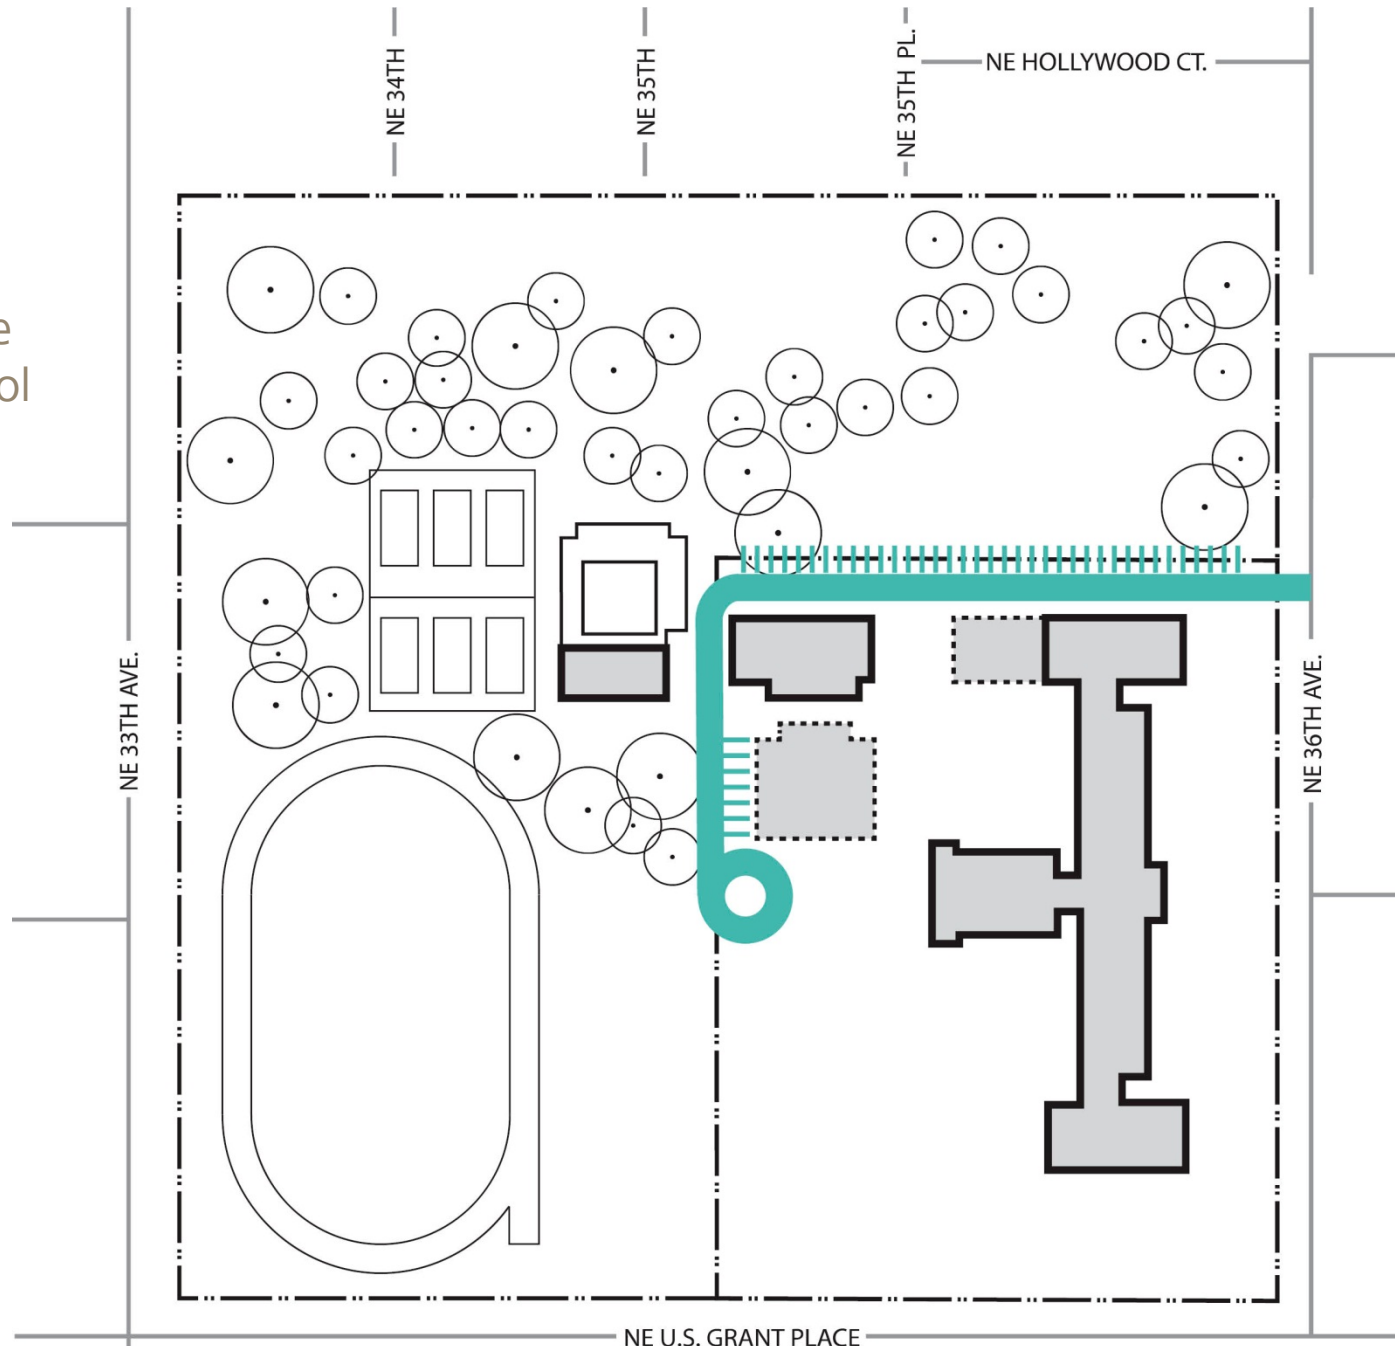 NE 34TH
NE 35TH
NE 35TH PL.
NE HOLLYWOOD CT.
e
ol
NE 33TH AVE.
NE 36TH AVE.
NE U.S. GRANT PLACE